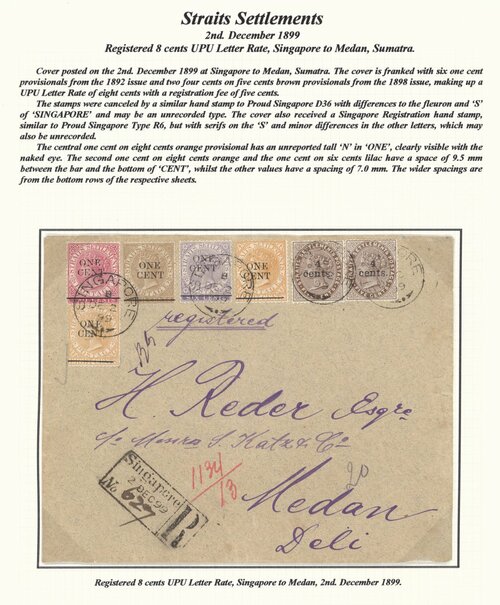 Straits Settlements
2nd. December 1899
Registered 8 cents UPU Letter Rate, Singapore to Medan, Sumatra.
Cover posted on the 2nd. December 1899 at Singapore to Medan, Sumatra. The cover is franked with six one cent
provisionals from the 1892 issue and two four cents on five cents brown provisionals from the 1898 issue, making up a
UPU Letter Rate of eight cents with a registration fee of five cents.
The stamps were canceled by a similar hand stamp to Proud Singapore D36 with differences to the fleuron and ‘S’
of ‘SINGAPORE’ and may be an unrecorded type. The cover also received a Singapore Registration hand stamp,
similar to Proud Singapore Type R6, but with serifs on the ‘S’ and minor differences in the other letters, which may
also be unrecorded.
The central one cent on eight cents orange provisional has an unreported tall ‘N’ in ‘ONE’, clearly visible with the
naked eye. The second one cent on eight cents orange and the one cent on six cents lilac have a space of 9.5 mm
between the bar and the bottom of ‘CENT’, whilst the other values have a spacing of 7.0 mm. The wider spacings are
from the bottom rows of the respective sheets.
ONE CENT
ONE CENT
ONE CENT
ONE CENT
4 cents.
4 cents.
SINGAPORE
ONE CENT
registered
H. Reder Esqre
c/o Messrs S. Katz & Co
1134/13
20
Singapore
2 DEC 99
No 627
R
Medan
Deli
Registered 8 cents UPU Letter Rate, Singapore to Medan, 2nd. December 1899.